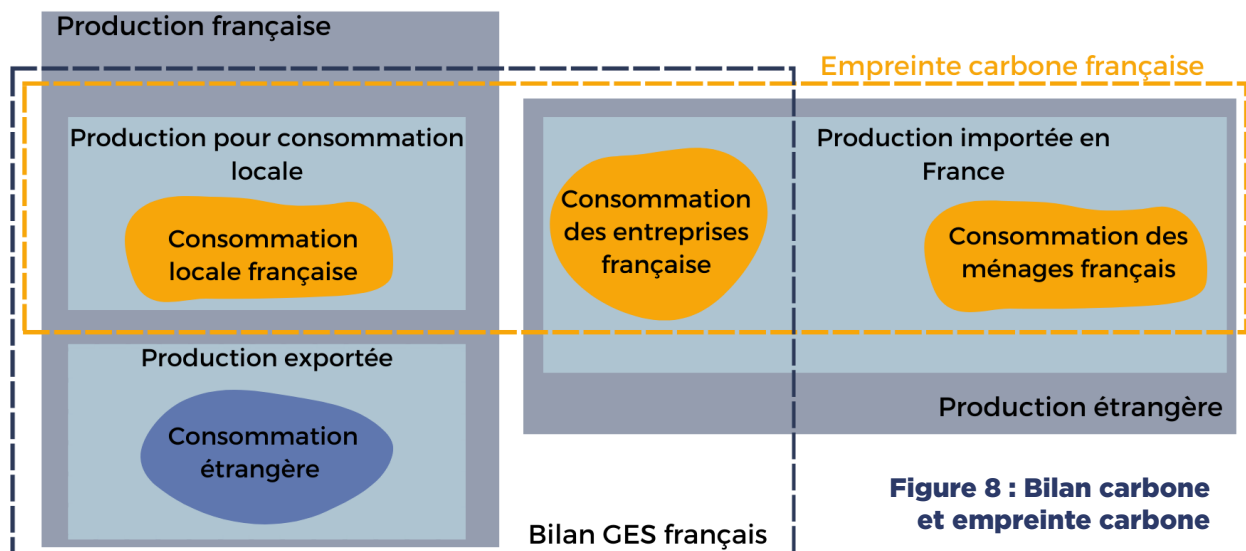 Production française
Empreinte carbone française
Production pour consommation
locale
Consommation
locale française
Consommation
des entreprises
française
Production importée en
France
Consommation des
ménages français
Production exportée
Consommation
étrangère
Production étrangère
Bilan GES français
Figure 8 : Bilan carbone
et empreinte carbone